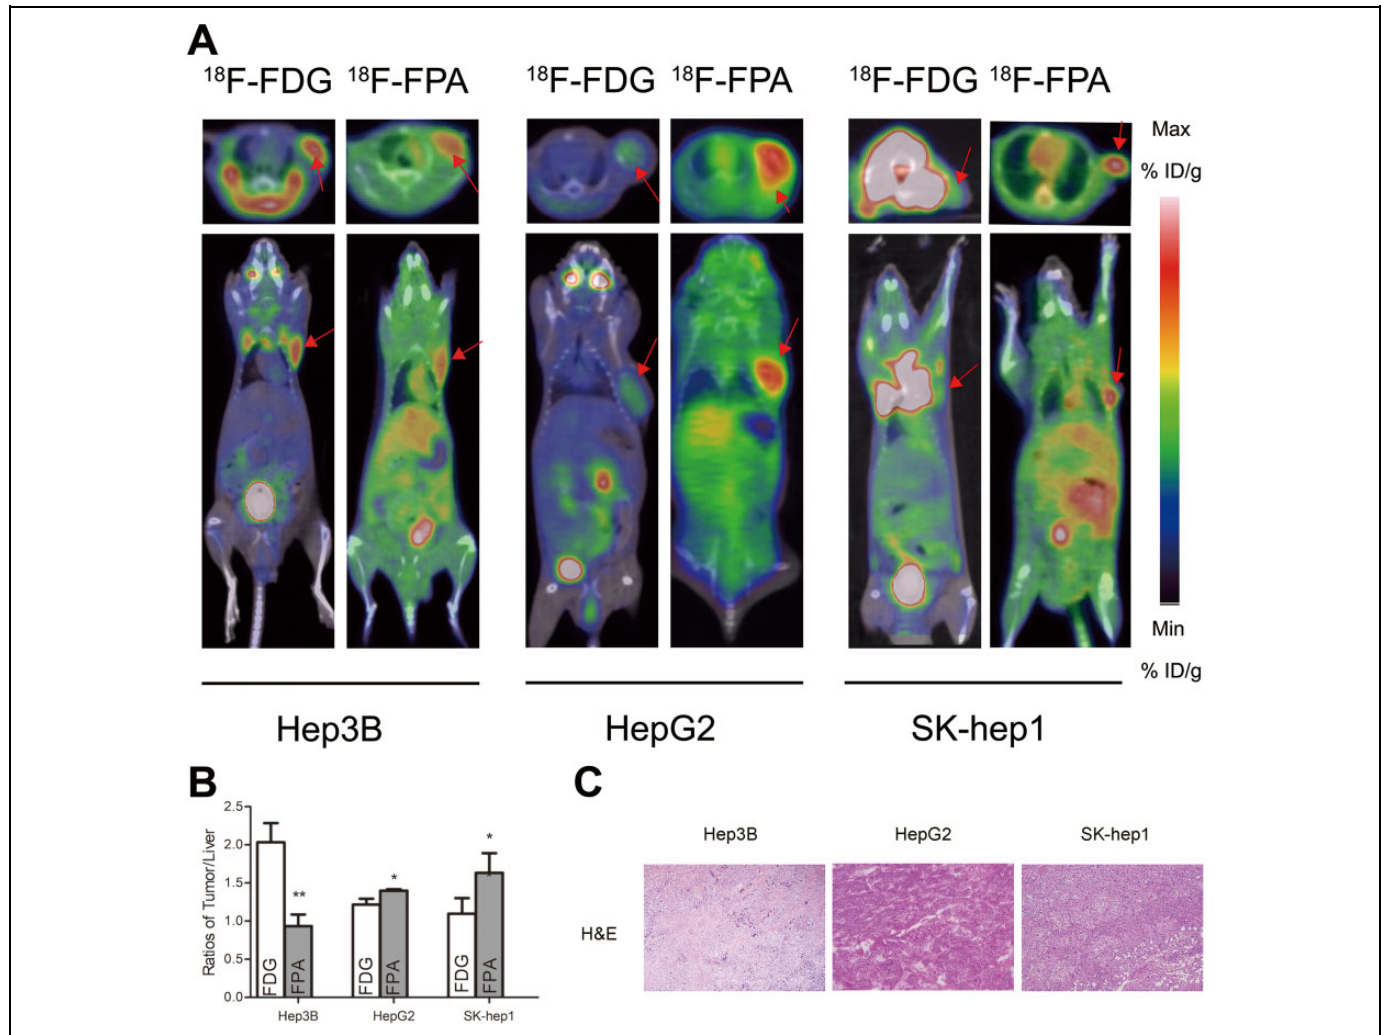 A
¹⁸F-FDG ¹⁸F-FPA ¹⁸F-FDG ¹⁸F-FPA ¹⁸F-FDG ¹⁸F-FPA
Max
% ID/g
Min
% ID/g
Hep3B HepG2 SK-hep1
B
Ratios of Tumor/Liver
2.5
2.0
1.5
1.0
0.5
0.0
** * *
FDG FPA FDG FPA FDG FPA
Hep3B HepG2 SK-hep1
C
Hep3B HepG2 SK-hep1
H&E